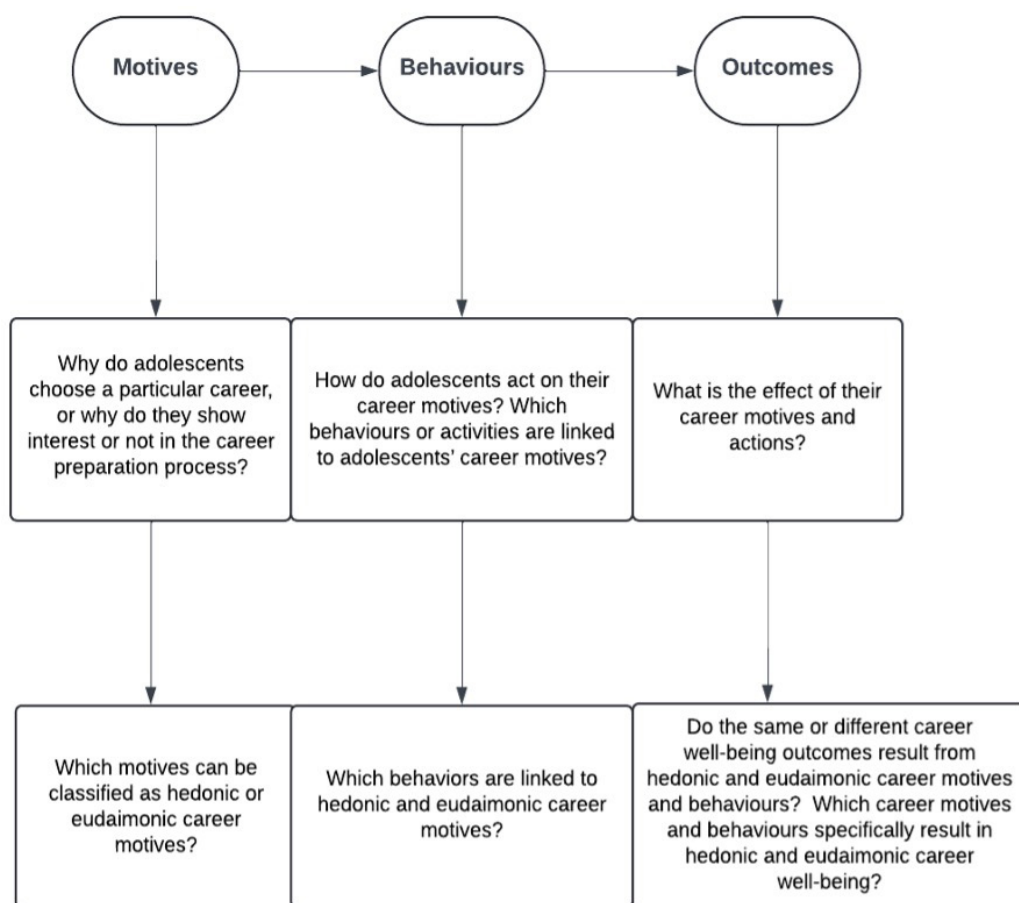 Motives
Behaviours
Outcomes
Why do adolescents
choose a particular career,
or why do they show
interest or not in the career
preparation process?
How do adolescents act on their
career motives? Which
behaviours or activities are linked
to adolescents' career motives?
What is the effect of their
career motives and
actions?
Which motives can be
classified as hedonic or
eudaimonic career
motives?
Which behaviors are linked to
hedonic and eudaimonic career
motives?
Do the same or different career
well-being outcomes result from
hedonic and eudaimonic career motives
and behaviours? Which career motives
and behaviours specifically result in
hedonic and eudaimonic career
well-being?